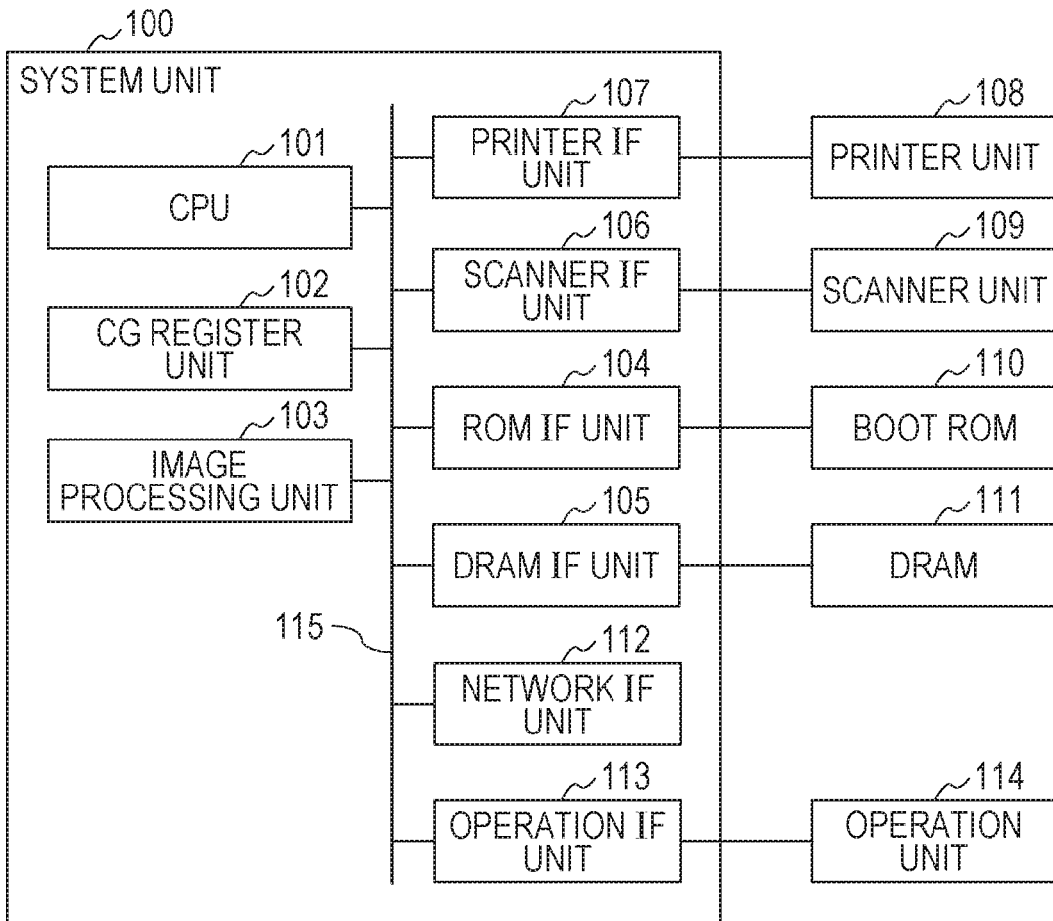 100
SYSTEM UNIT
101
CPU
102
CG REGISTER
UNIT
103
IMAGE
PROCESSING UNIT
107
PRINTER IF
UNIT
108
PRINTER UNIT
106
SCANNER IF
UNIT
109
SCANNER UNIT
104
ROM IF UNIT
110
BOOT ROM
105
DRAM IF UNIT
111
DRAM
115
112
NETWORK IF
UNIT
113
OPERATION IF
UNIT
114
OPERATION
UNIT